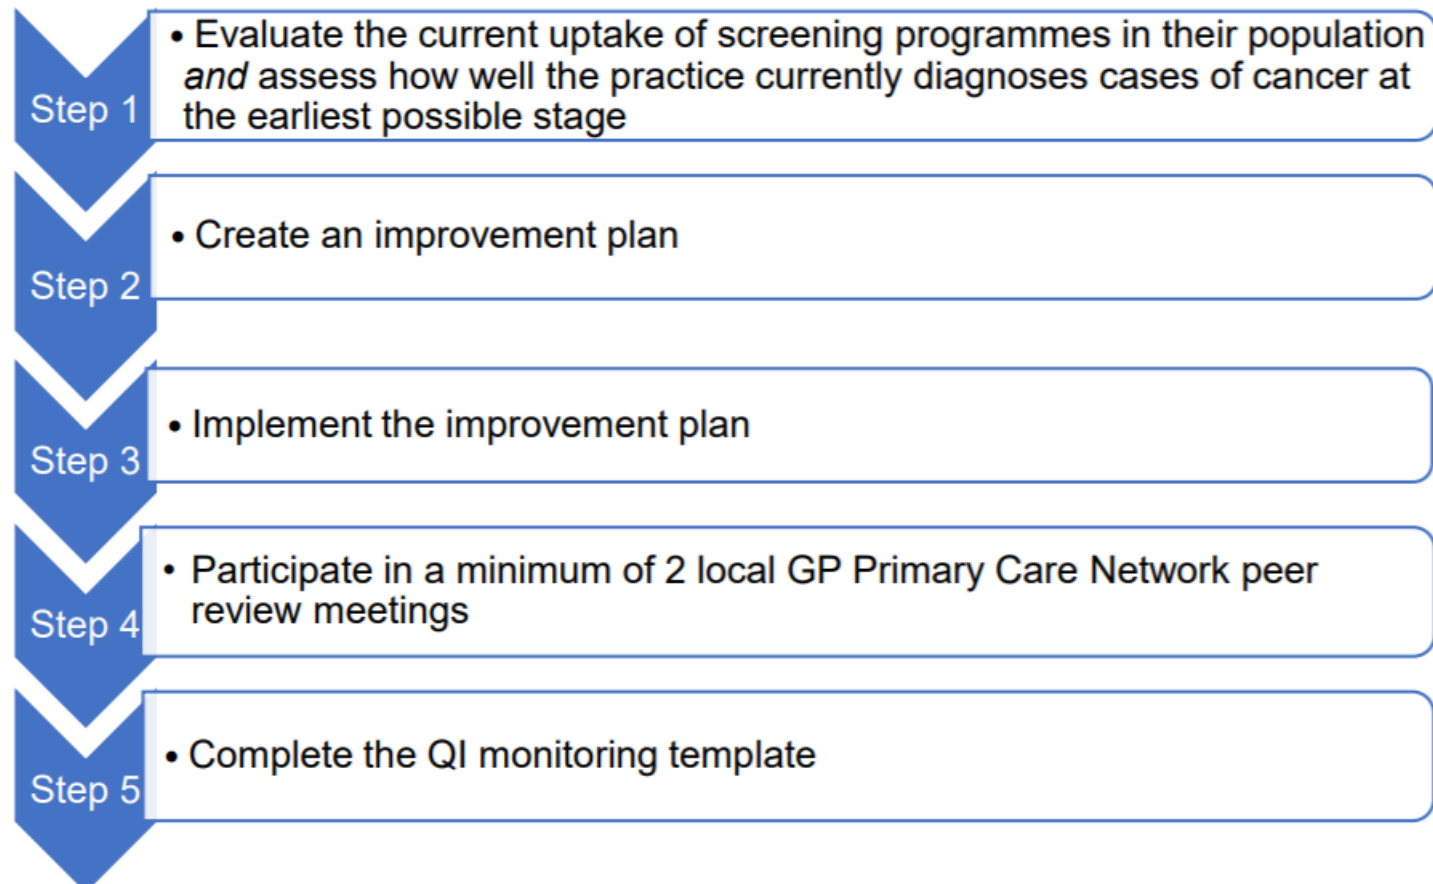 Step 1
• Evaluate the current uptake of screening programmes in their population
and assess how well the practice currently diagnoses cases of cancer at
the earliest possible stage
Step 2
• Create an improvement plan
Step 3
• Implement the improvement plan
Step 4
• Participate in a minimum of 2 local GP Primary Care Network peer
review meetings
Step 5
• Complete the QI monitoring template